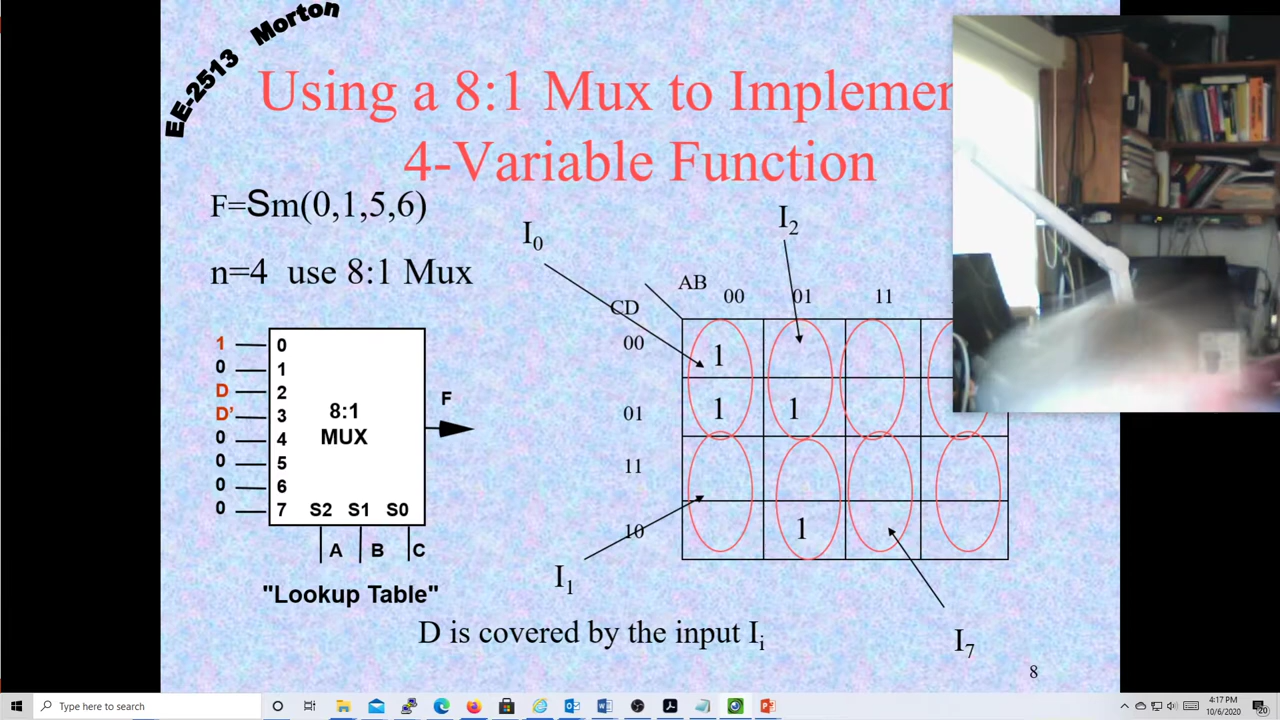 EE-2513 Morton
Using a 8:1 Mux to
4-Variable Function
F=Sm(0,1,5,6)
n=4 use 8:1 Mux
I0
I2
AB
CD
00 01 11
00 1
01 1 1
11
10 1
I1
I7
1 0
0 1
D 2
D' 3
0 4
0 5
0 6
0 7
8:1
MUX
F
S2 S1 S0
A B C
"Lookup Table"
D is covered by the input Ii
8
Type here to search
4:17 PM
10/6/2020
20